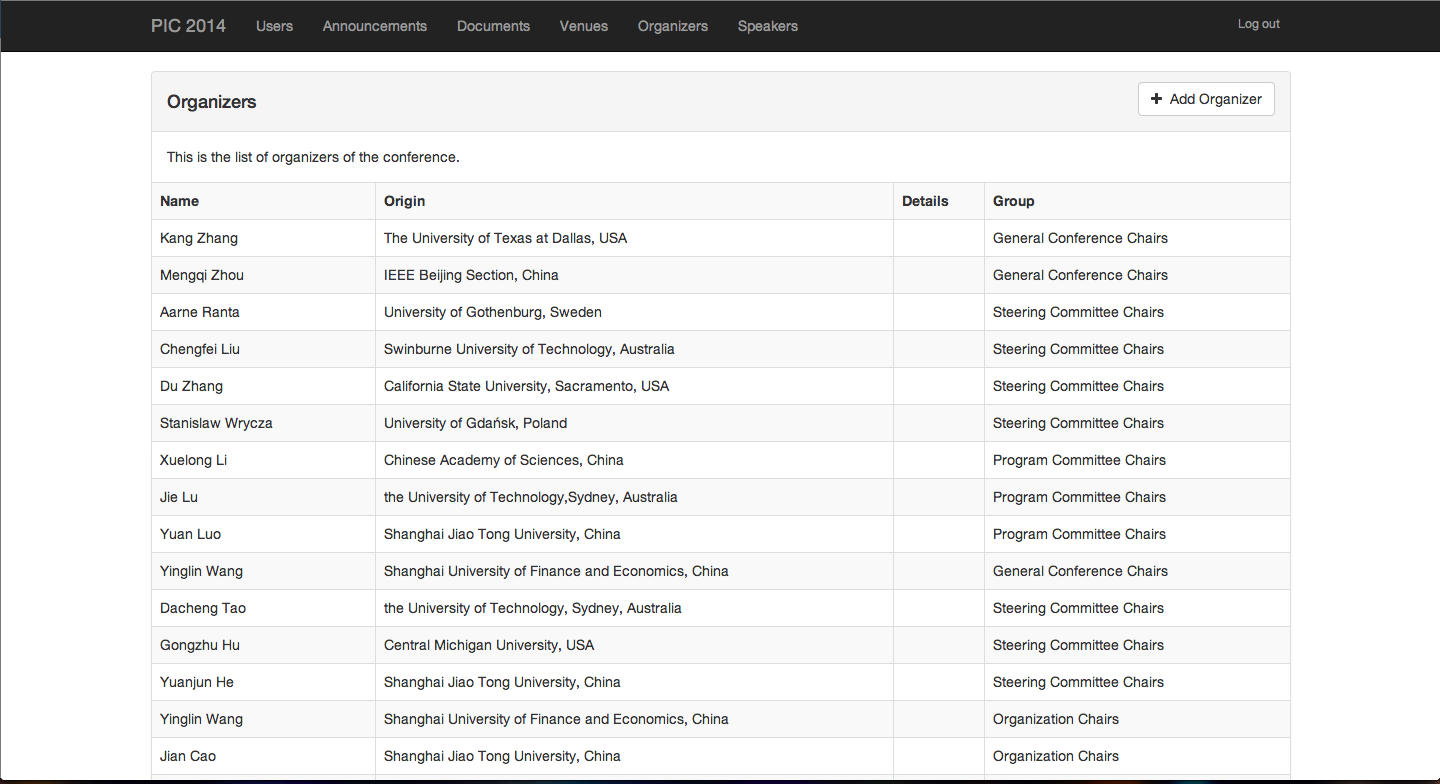 PIC 2014 Users Announcements Documents Venues Organizers Speakers Log out
Organizers + Add Organizer
This is the list of organizers of the conference.
Name Origin Details Group
Kang Zhang The University of Texas at Dallas, USA General Conference Chairs
Mengqi Zhou IEEE Beijing Section, China General Conference Chairs
Aarne Ranta University of Gothenburg, Sweden Steering Committee Chairs
Chengfei Liu Swinburne University of Technology, Australia Steering Committee Chairs
Du Zhang California State University, Sacramento, USA Steering Committee Chairs
Stanislaw Wrycza University of Gdańsk, Poland Steering Committee Chairs
Xuelong Li Chinese Academy of Sciences, China Program Committee Chairs
Jie Lu the University of Technology,Sydney, Australia Program Committee Chairs
Yuan Luo Shanghai Jiao Tong University, China Program Committee Chairs
Yinglin Wang Shanghai University of Finance and Economics, China General Conference Chairs
Dacheng Tao the University of Technology, Sydney, Australia Steering Committee Chairs
Gongzhu Hu Central Michigan University, USA Steering Committee Chairs
Yuanjun He Shanghai Jiao Tong University, China Steering Committee Chairs
Yinglin Wang Shanghai University of Finance and Economics, China Organization Chairs
Jian Cao Shanghai Jiao Tong University, China Organization Chairs